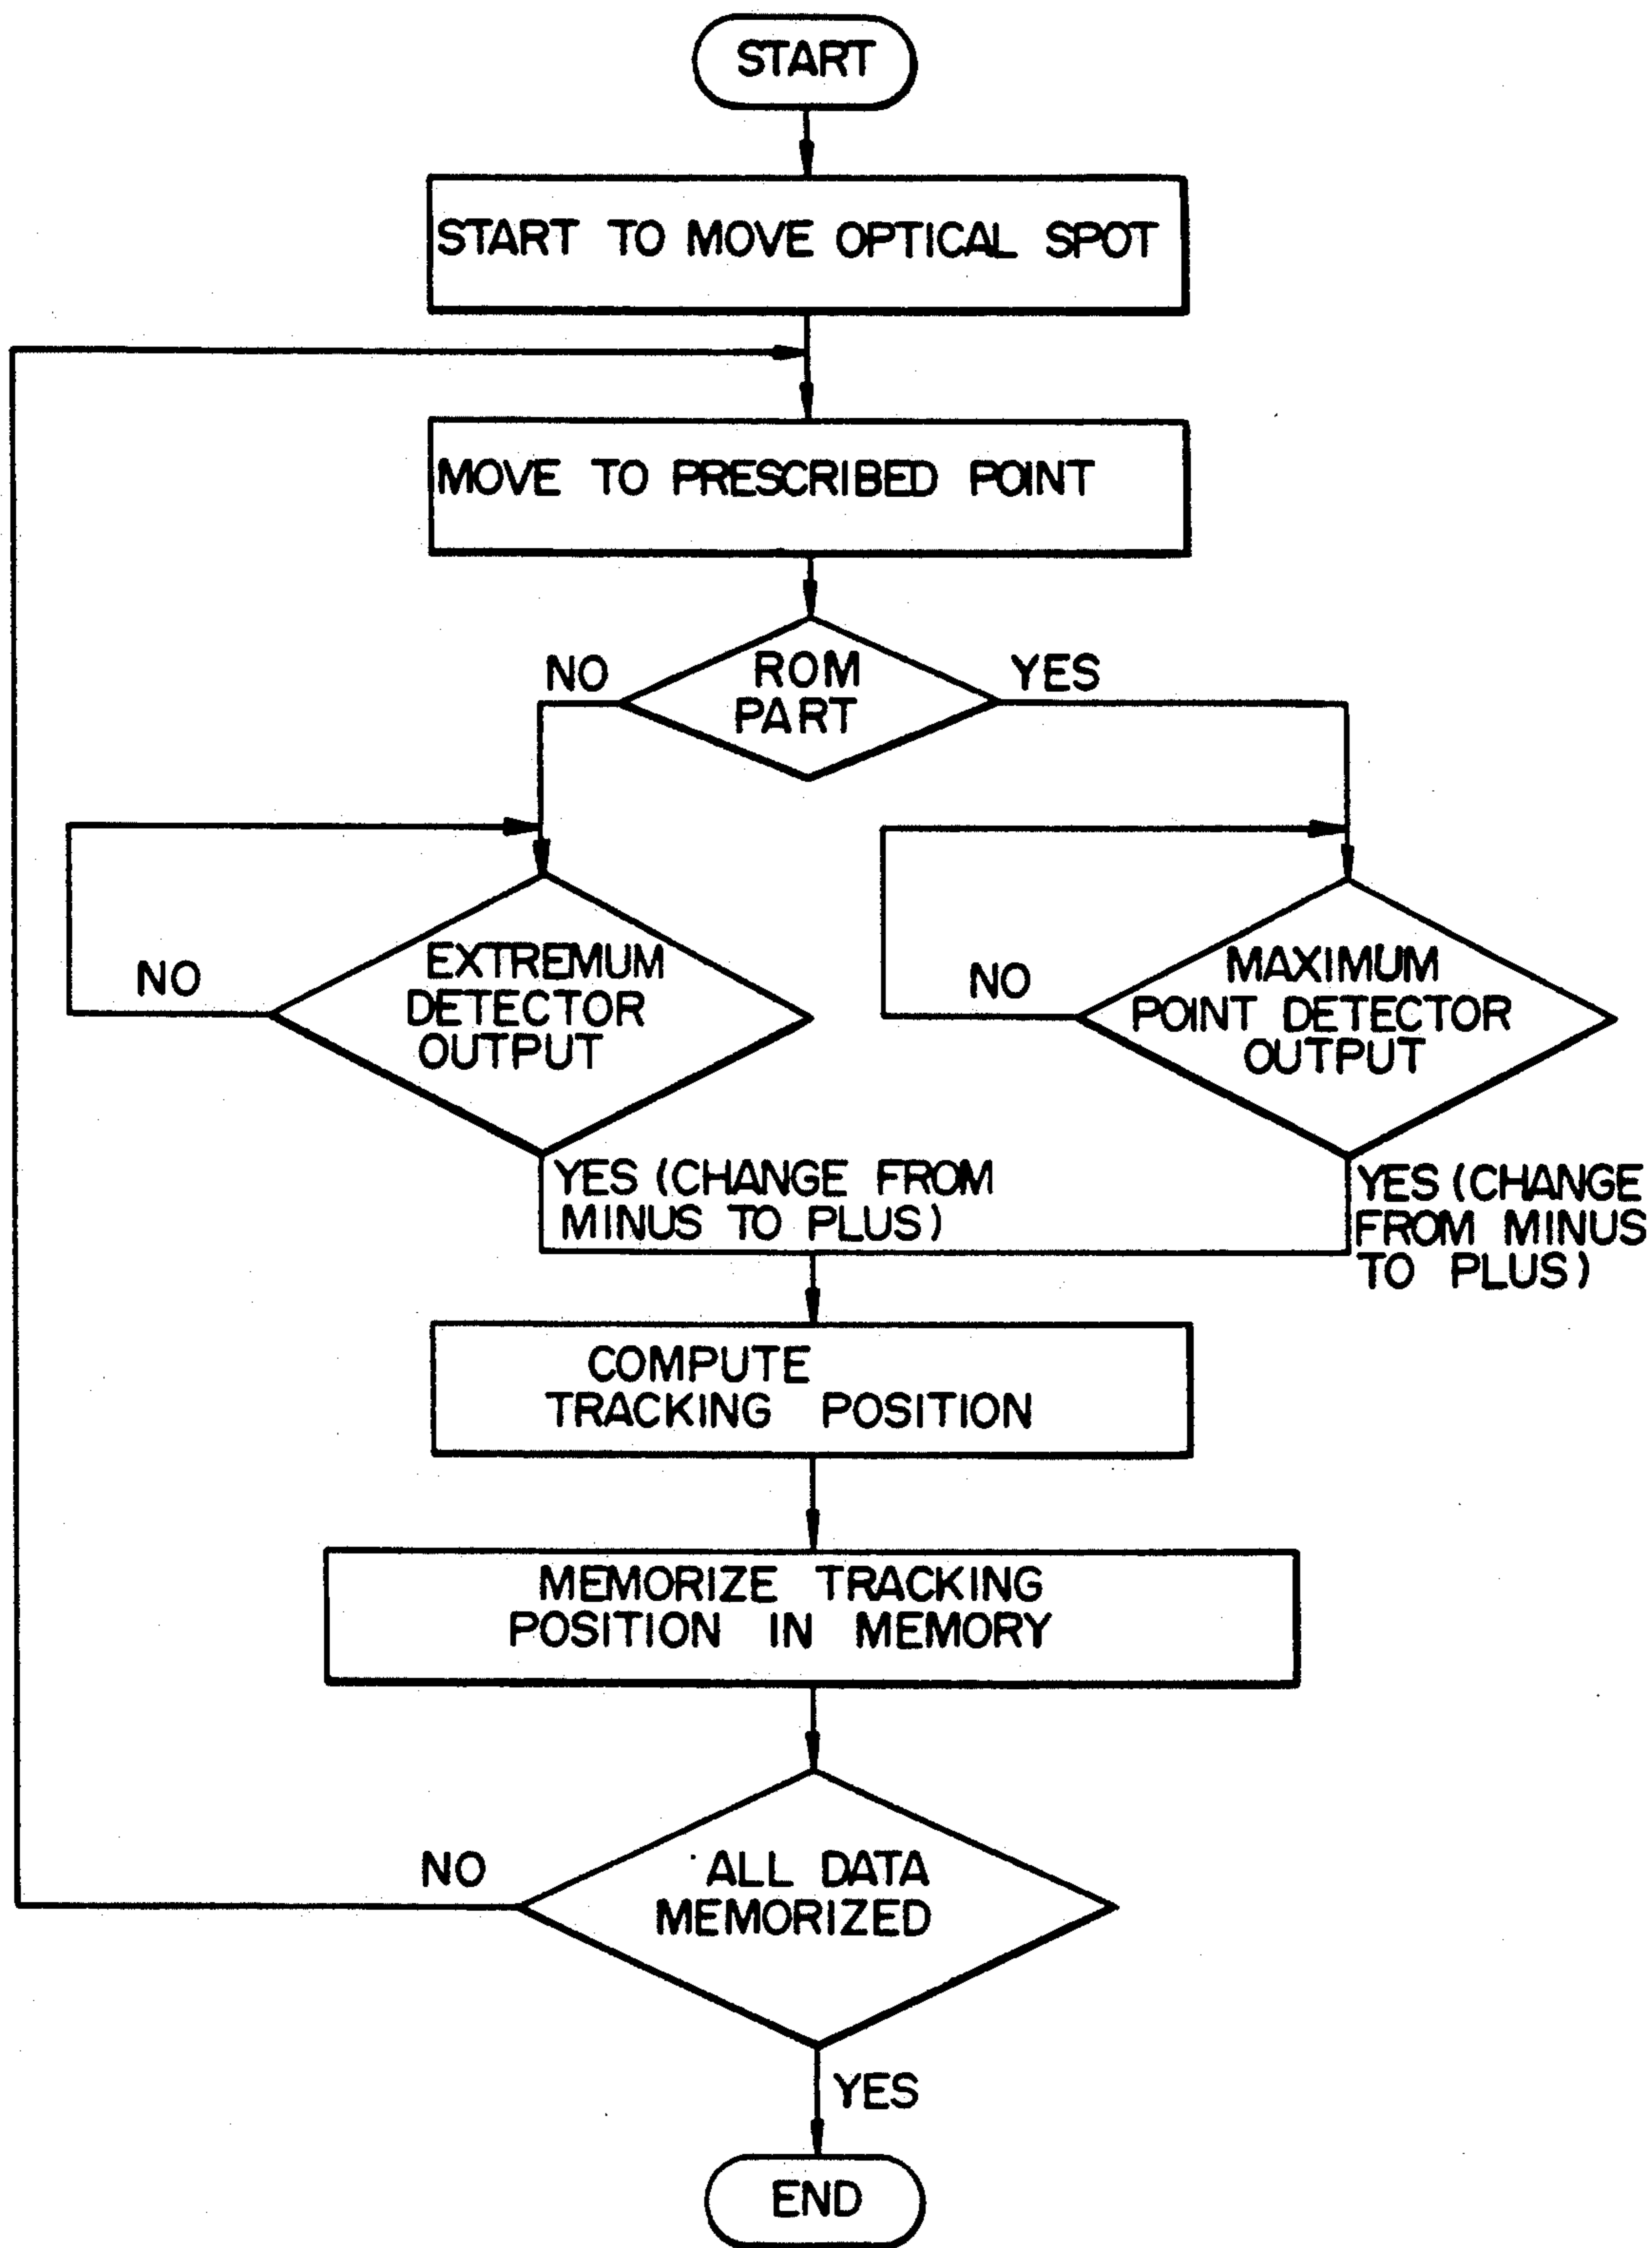 START
START TO MOVE OPTICAL SPOT
MOVE TO PRESCRIBED POINT
NO
ROM
PART
YES
NO
EXTREMUM
DETECTOR
OUTPUT
NO
MAXIMUM
POINT DETECTOR
OUTPUT
YES (CHANGE FROM
MINUS TO PLUS)
YES (CHANGE
FROM MINUS
TO PLUS)
COMPUTE
TRACKING POSITION
MEMORIZE TRACKING
POSITION IN MEMORY
NO
ALL DATA
MEMORIZED
YES
END